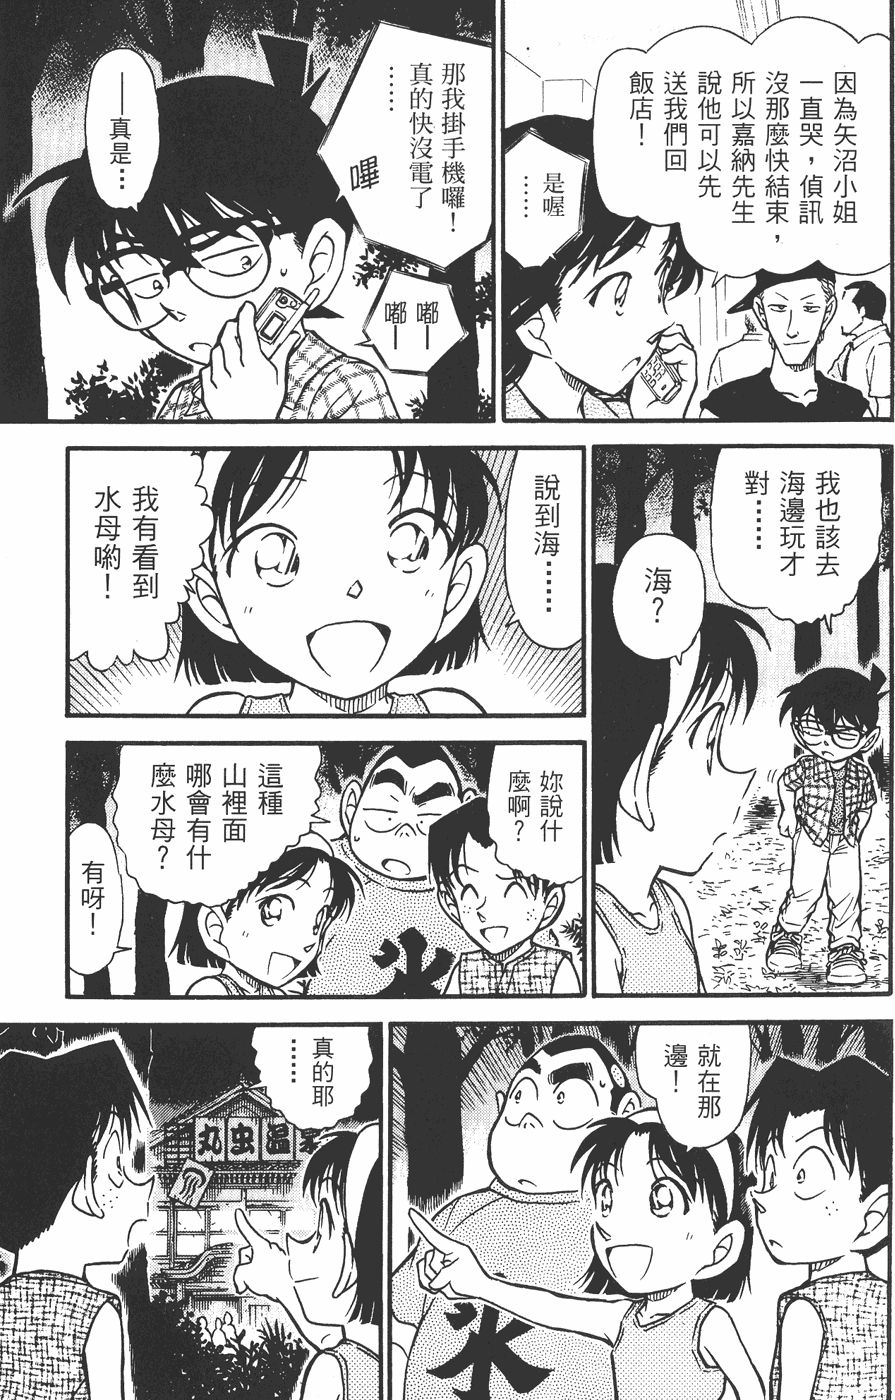 因為矢沼小姐
一直哭，偵訊
沒那麼快結束，
所以嘉納先生
說他可以先
送我們回
飯店！
是喔
⋯⋯
那我掛手機囉！
真的快沒電了
⋯⋯
嗶
嘟—
嘟—
—真是⋯
我也該去
海邊玩才
對⋯⋯
海？
說到海⋯⋯
我有看到
水母喲！
妳說什
麼啊？
這種
山裡面
哪會有什
麼水母？
有呀！
氷
就在那
邊！
氷
真的耶
⋯⋯
丸虫温